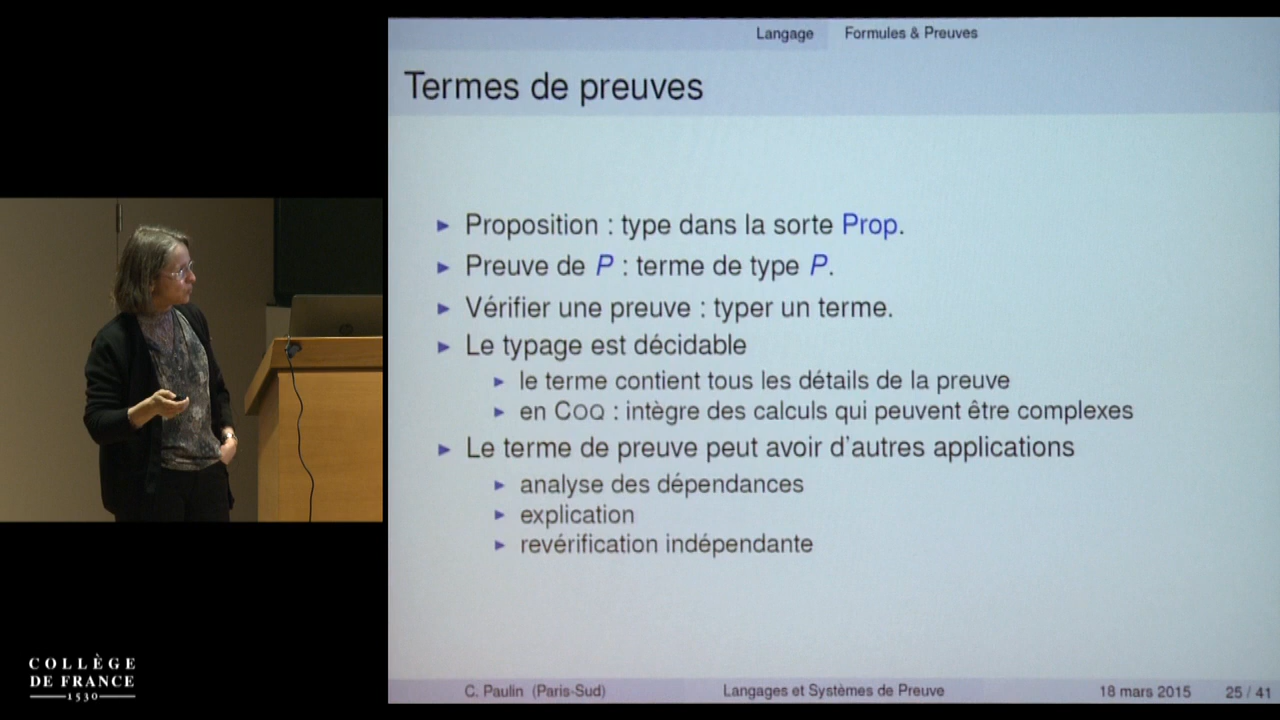 Langage Formules & Preuves
Termes de preuves
Proposition : type dans la sorte Prop.
Preuve de P : terme de type P.
Vérifier une preuve : typer un terme.
Le typage est décidable
le terme contient tous les détails de la preuve
en COQ : intègre des calculs qui peuvent être complexes
Le terme de preuve peut avoir d'autres applications
analyse des dépendances
explication
revérification indépendante
C. Paulin (Paris-Sud) Langages et Systèmes de Preuve 18 mars 2015 25 / 41
COLLÈGE
DE FRANCE
1530